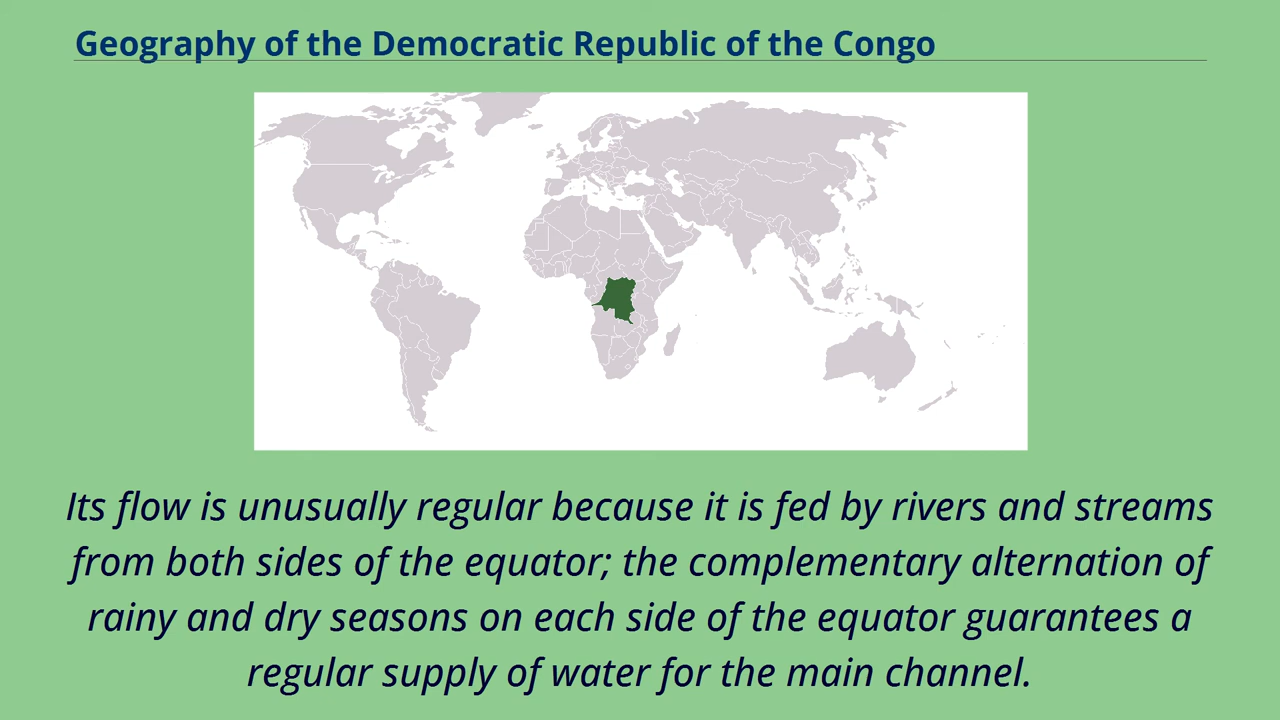 Geography of the Democratic Republic of the Congo
Its flow is unusually regular because it is fed by rivers and streams
from both sides of the equator; the complementary alternation of
rainy and dry seasons on each side of the equator guarantees a
regular supply of water for the main channel.